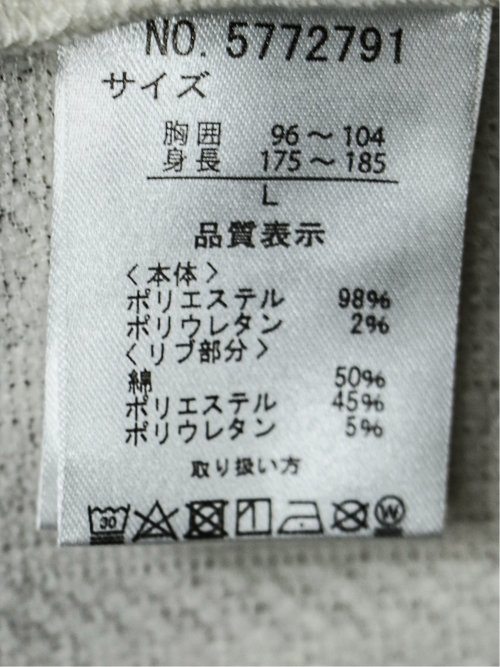 NO. 5772791
サイズ
胸囲 96～104
身長 175～185
L
品質表示
〈本体〉
ポリエステル 98%
ポリウレタン 2%
〈リブ部分〉
綿 50%
ポリエステル 45%
ポリウレタン 5%
取り扱い方
30 W